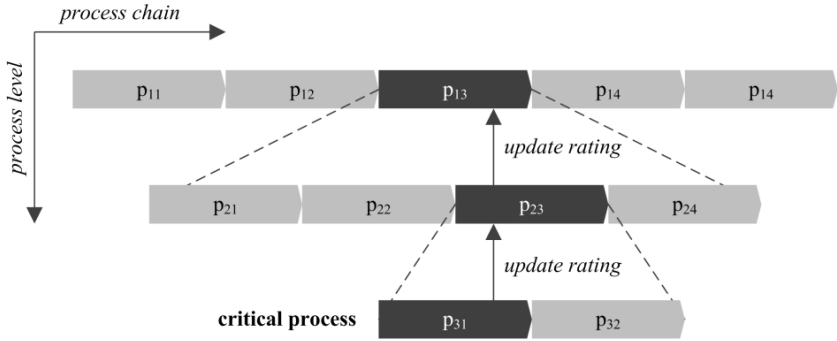 process chain
process level
p11 p12 p13 p14 p14
update rating
p21 p22 p23 p24
update rating
critical process p31 p32